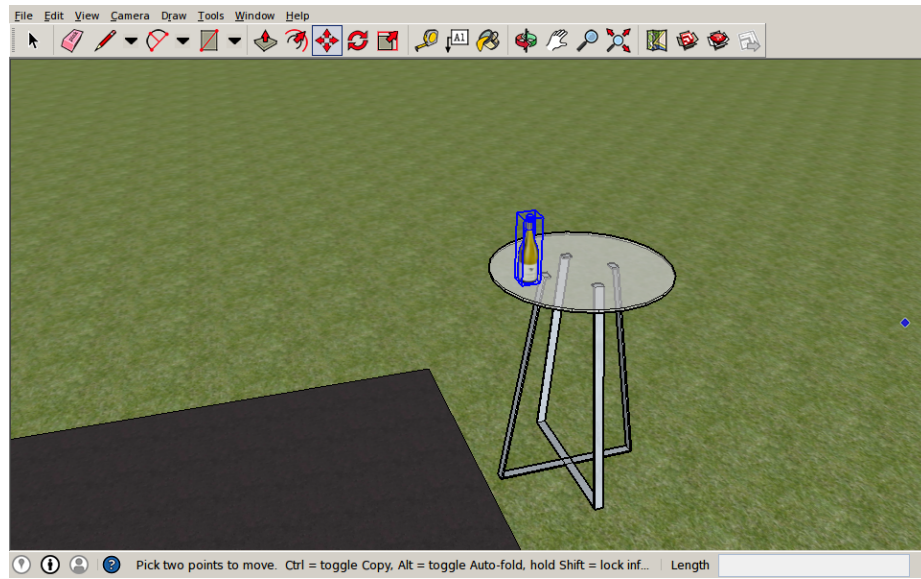 File Edit View Camera Draw Tools Window Help
A1
Pick two points to move. Ctrl = toggle Copy, Alt = toggle Auto-fold, hold Shift = lock inf... Length